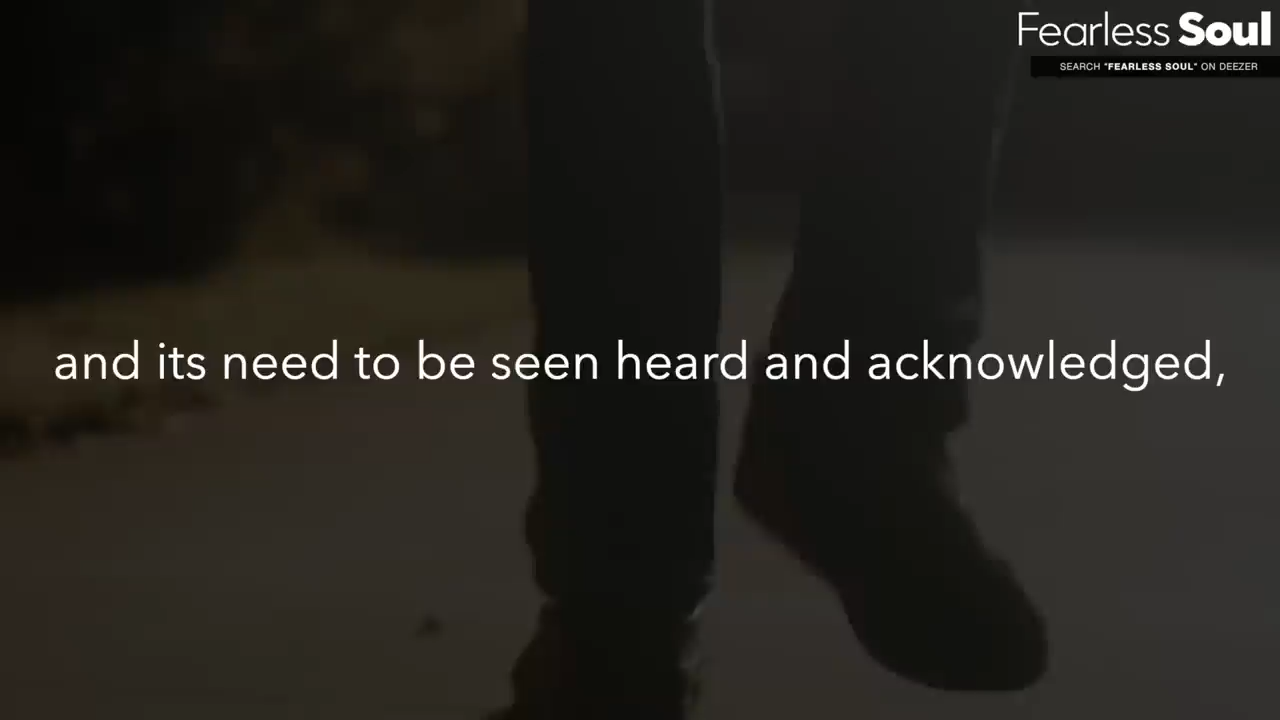 Fearless Soul
SEARCH "FEARLESS SOUL" ON DEEZER
and its need to be seen heard and acknowledged,